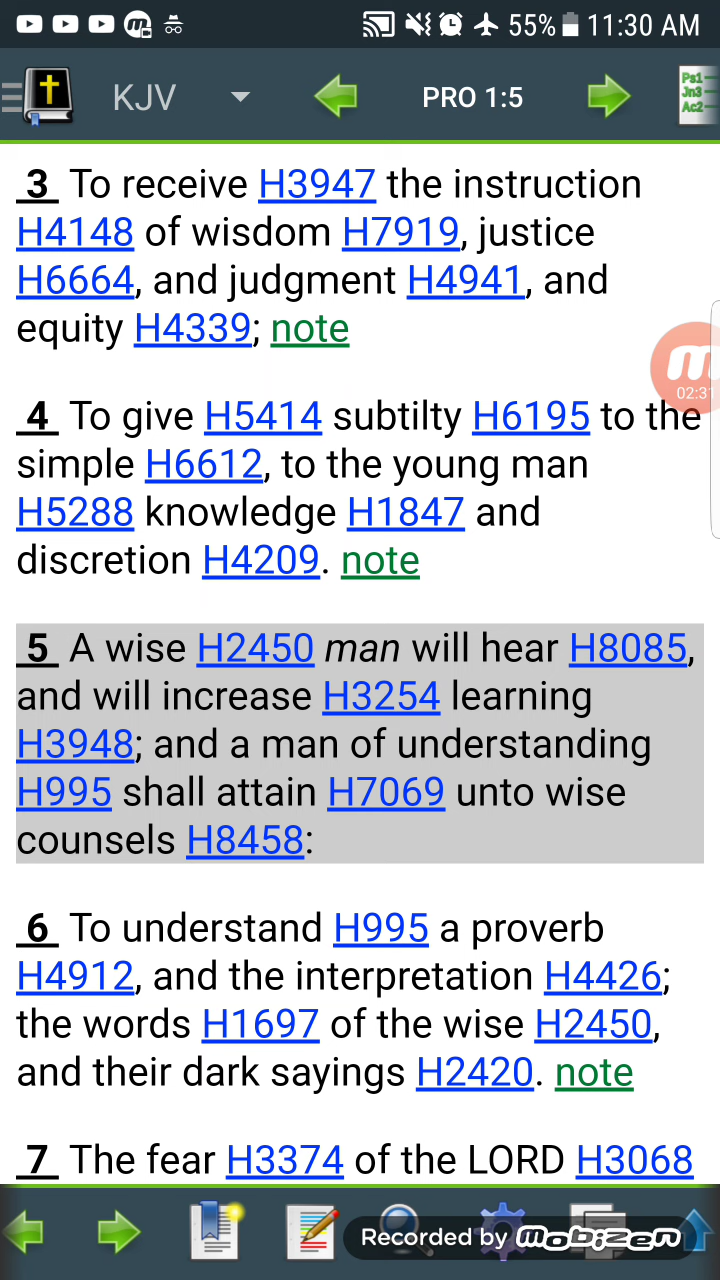 55% 11:30 AM
KJV PRO 1:5
Ps1
Jn3
Ac2
3 To receive H3947 the instruction
H4148 of wisdom H7919, justice
H6664, and judgment H4941, and
equity H4339; note
02:31
4 To give H5414 subtilty H6195 to the
simple H6612, to the young man
H5288 knowledge H1847 and
discretion H4209. note
5 A wise H2450 man will hear H8085,
and will increase H3254 learning
H3948; and a man of understanding
H995 shall attain H7069 unto wise
counsels H8458:
6 To understand H995 a proverb
H4912, and the interpretation H4426;
the words H1697 of the wise H2450,
and their dark sayings H2420. note
7 The fear H3374 of the LORD H3068
Recorded by Mobizen